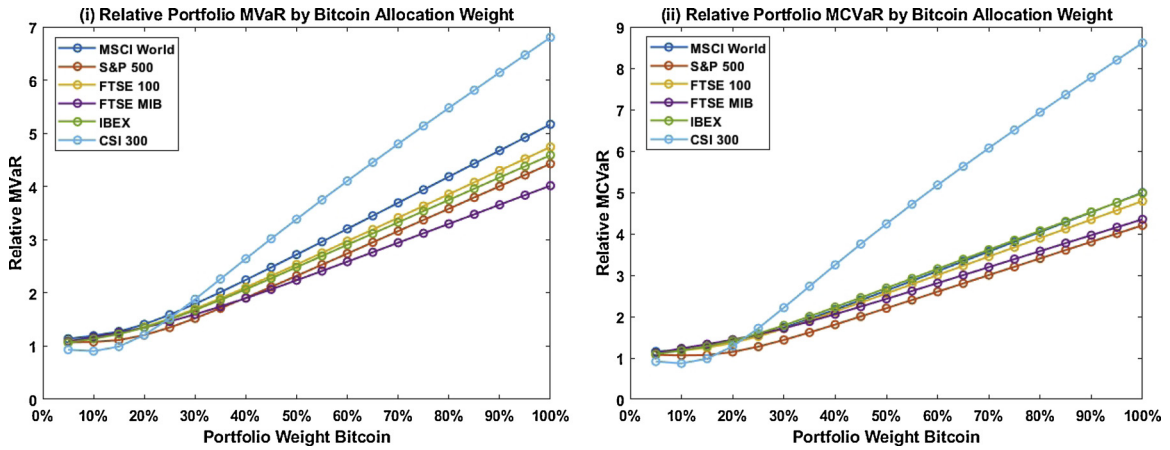 (i) Relative Portfolio MVaR by Bitcoin Allocation Weight
7
6
5
4
3
2
1
0
Relative MVaR
MSCI World
S&P 500
FTSE 100
FTSE MIB
IBEX
CSI 300
0% 10% 20% 30% 40% 50% 60% 70% 80% 90% 100%
Portfolio Weight Bitcoin
(ii) Relative Portfolio MCVaR by Bitcoin Allocation Weight
9
8
7
6
5
4
3
2
1
0
Relative MCVaR
MSCI World
S&P 500
FTSE 100
FTSE MIB
IBEX
CSI 300
0% 10% 20% 30% 40% 50% 60% 70% 80% 90% 100%
Portfolio Weight Bitcoin